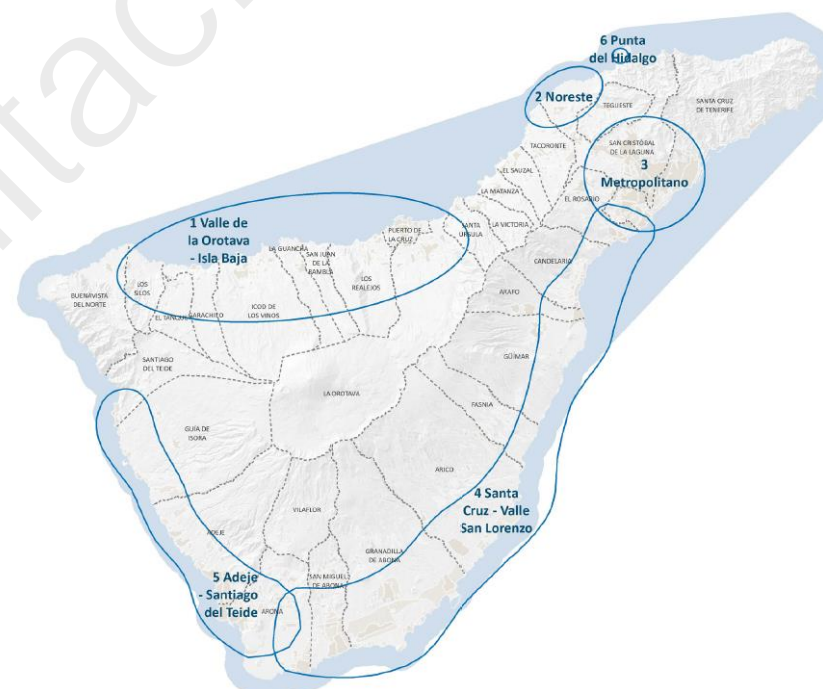 6 Punta
del Hidalgo
2 Noreste
TEGUESTE
SANTA CRUZ
DE TENERIFE
TACORONTE
SAN CRISTÓBAL
DE LA LAGUNA
3
Metropolitano
EL SAUZAL
LA MATANZA
EL ROSARIO
1 Valle de
la Orotava
- Isla Baja
PUERTO DE
LA CRUZ
SANTA
ÚRSULA
LA VICTORIA
LA GUANCHA
SAN JUAN
DE LA
RAMBLA
CANDELARIA
LOS
REALEJOS
BUENAVISTA
DEL NORTE
LOS
SILOS
EL TANQUE
GARACHICO
ICOD DE
LOS VINOS
ARAFO
GÜÍMAR
SANTIAGO
DEL TEIDE
LA OROTAVA
FASNIA
GUÍA DE
ISORA
ARICO
4 Santa
Cruz - Valle
San Lorenzo
VILAFLOR
ADEJE
GRANADILLA
DE ABONA
5 Adeje
- Santiago
del Teide
SAN MIGUEL
DE ABONA
ARONA